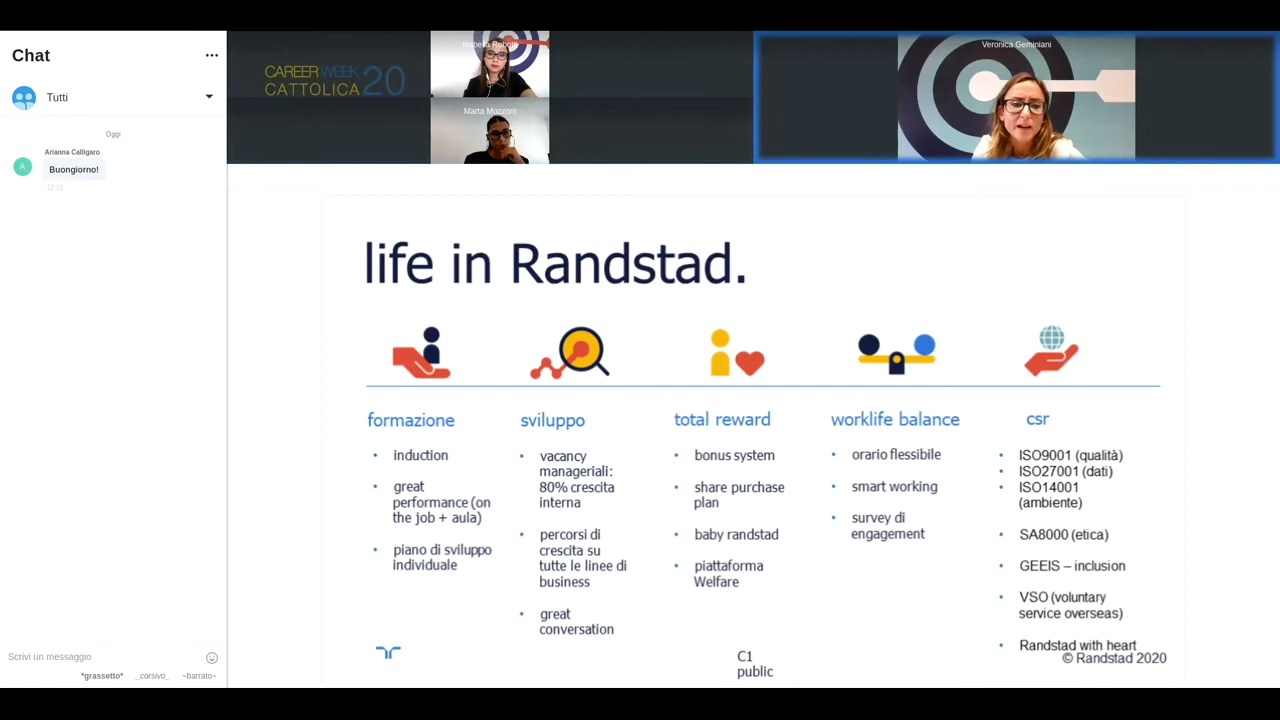 Chat
Tutti
Oggi
Arianna Calligaro
A
Buongiorno!
12:12
Scrivi un messaggio
*grassetto* _corsivo_ ~barrato~
CAREER WEEK
CATTOLICA 20
Marta Mozzoni
Veronica Geminiani
life in Randstad.
formazione
• induction
• great
performance (on
the job + aula)
• piano di sviluppo
individuale
sviluppo
• vacancy
manageriali:
80% crescita
interna
• percorsi di
crescita su
tutte le linee di
business
• great
conversation
total reward
• bonus system
• share purchase
plan
• baby randstad
• piattaforma
Welfare
worklife balance
• orario flessibile
• smart working
• survey di
engagement
csr
• ISO9001 (qualità)
• ISO27001 (dati)
• ISO14001
(ambiente)
• SA8000 (etica)
• GEEIS – inclusion
• VSO (voluntary
service overseas)
• Randstad with heart
C1
public
© Randstad 2020